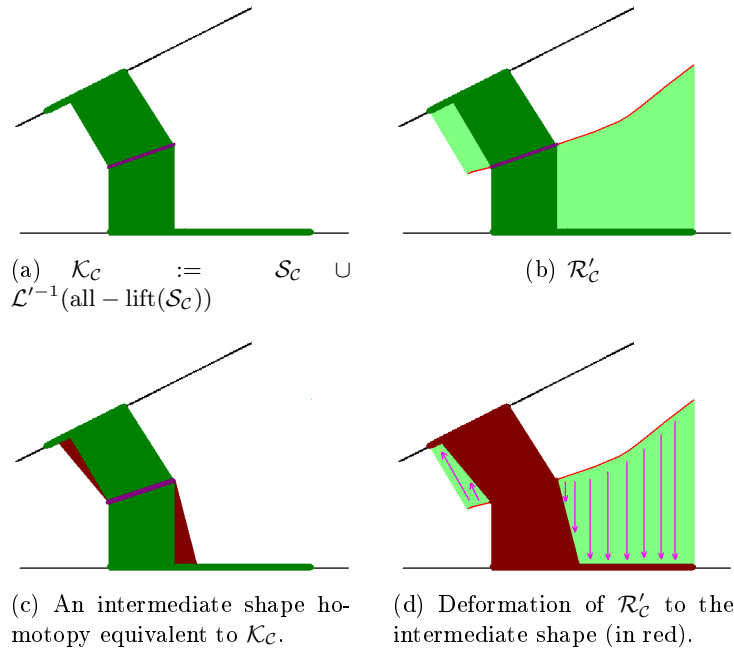 (a) 𝒦_𝒞 := 𝒮_𝒞 ∪
ℒ′⁻¹(all − lift(𝒮_𝒞))
(b) ℛ′_𝒞
(c) An intermediate shape ho-
motopy equivalent to 𝒦_𝒞.
(d) Deformation of ℛ′_𝒞 to the
intermediate shape (in red).